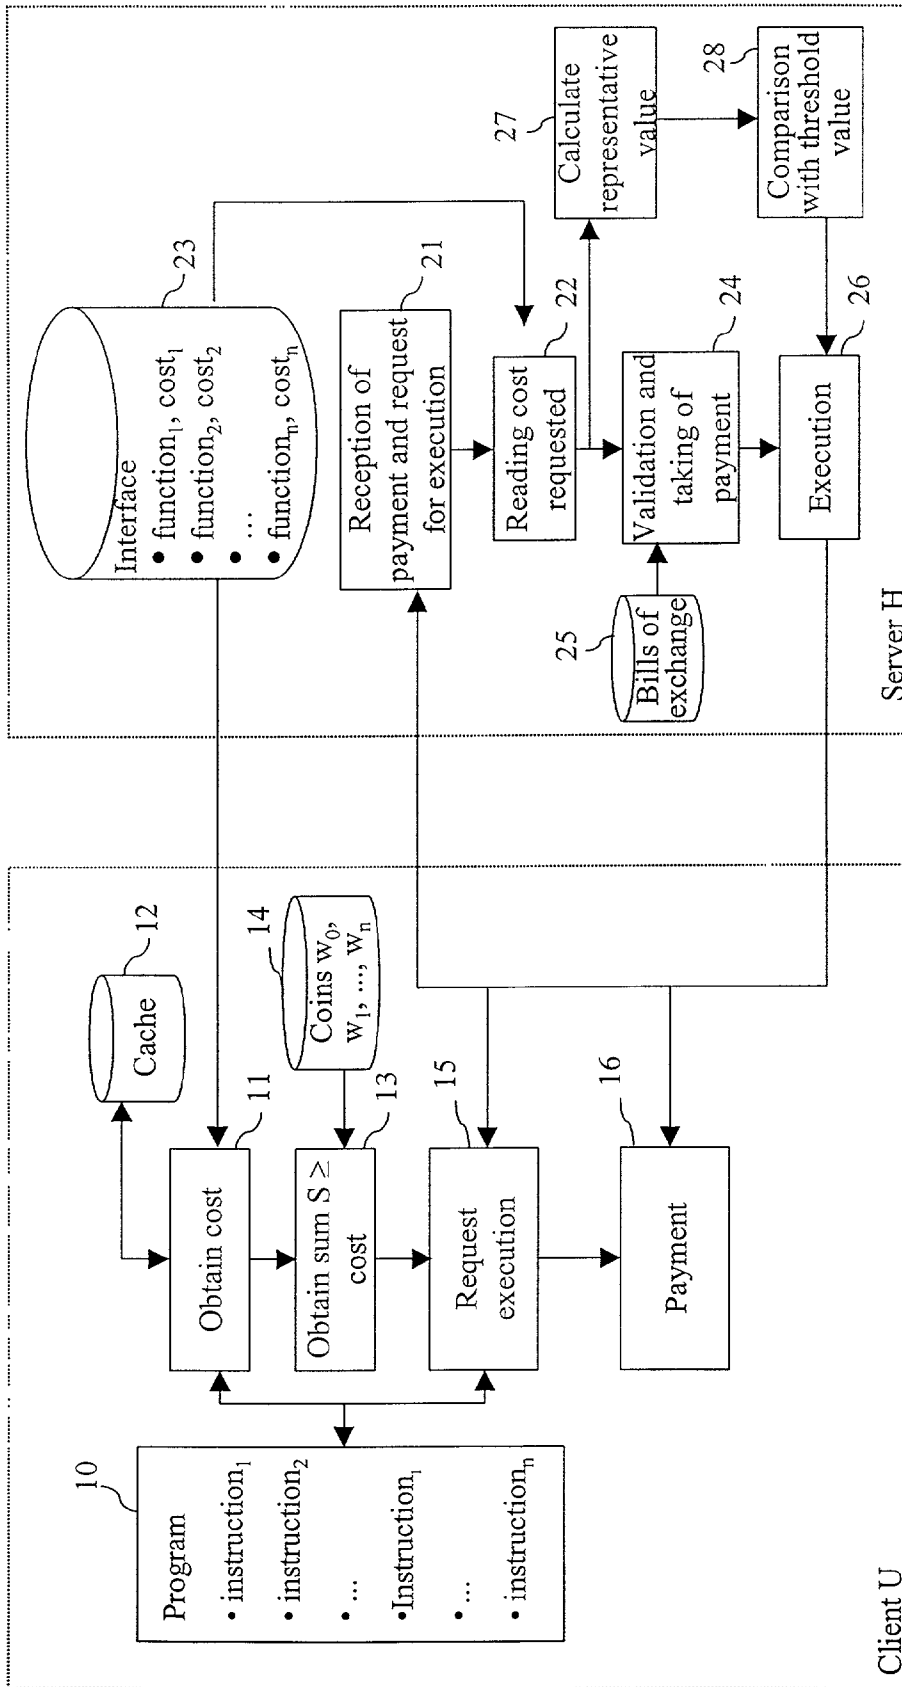 10
Program
• instruction₁
• instruction₂
• ...
•Instructionᵢ
• ...
• instructionₙ
12
Cache
11
Obtain cost
14
Coins w₀,
w₁, ..., wₙ
13
Obtain sum S ≥
cost
15
Request
execution
16
Payment
Client U
23
Interface
• function₁, cost₁
• function₂, cost₂
• ...
• functionₙ, costₙ
21
Reception of
payment and request
for execution
22
Reading cost
requested
25
Bills of
exchange
24
Validation and
taking of
payment
26
Execution
27
Calculate
representative
value
28
Comparison
with threshold
value
Server H